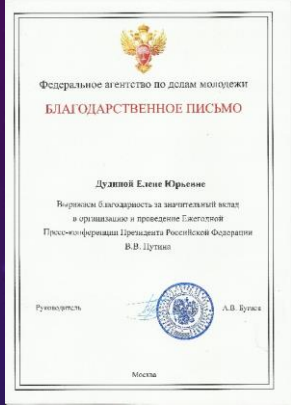 Федеральное агентство по делам молодежи
БЛАГОДАРСТВЕННОЕ ПИСЬМО
Дудиной Елене Юрьевне
Выражаем благодарность за значительный вклад
в организацию и проведение Ежегодной
Пресс-конференции Президента Российской Федерации
В.В. Путина
Руководитель
А.В. Бугаев
Москва